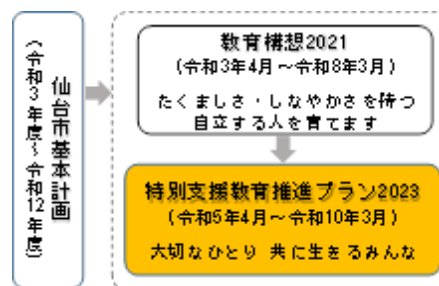 仙台市基本計画
（令和3年度～令和12年度）
教育構想2021
（令和3年4月～令和8年3月）
たくましさ・しなやかさを持つ
自立する人を育てます
特別支援教育推進プラン2023
（令和5年4月～令和10年3月）
大切なひとり 共に生きるみんな